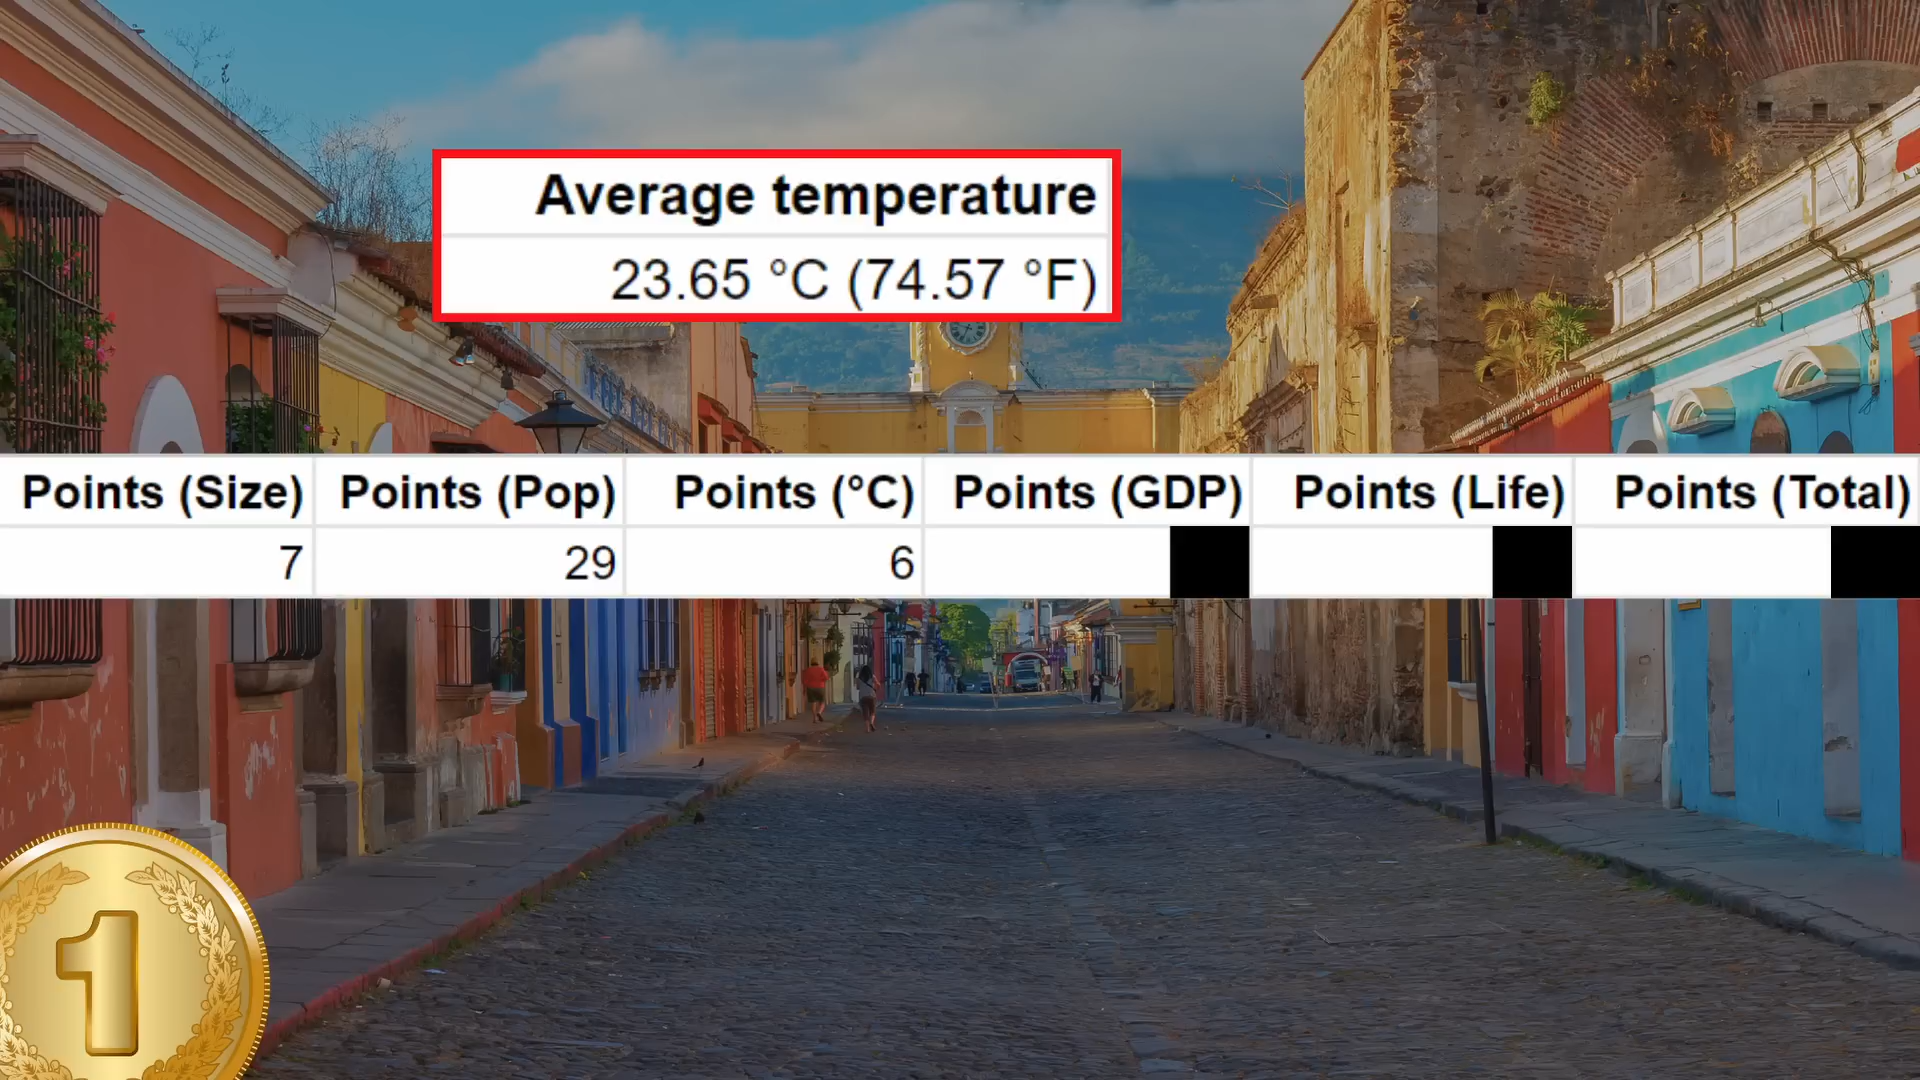 Average temperature
23.65 °C (74.57 °F)
Points (Size) Points (Pop) Points (°C) Points (GDP) Points (Life) Points (Total)
7 29 6
1